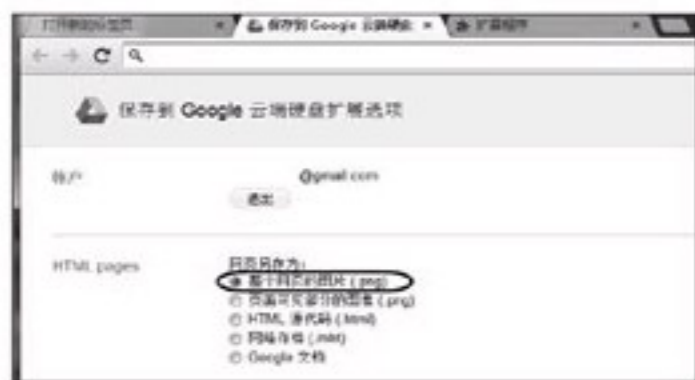 打开新的标签页 保存到 Google 云端硬盘 扩展程序
保存到 Google 云端硬盘扩展选项
帐户 @gmail.com
退出
HTML pages 网页另存为:
整个网页的图片 (.png)
页面可见部分的图像 (.png)
HTML 源代码 (.html)
网络存档 (.mht)
Google 文档